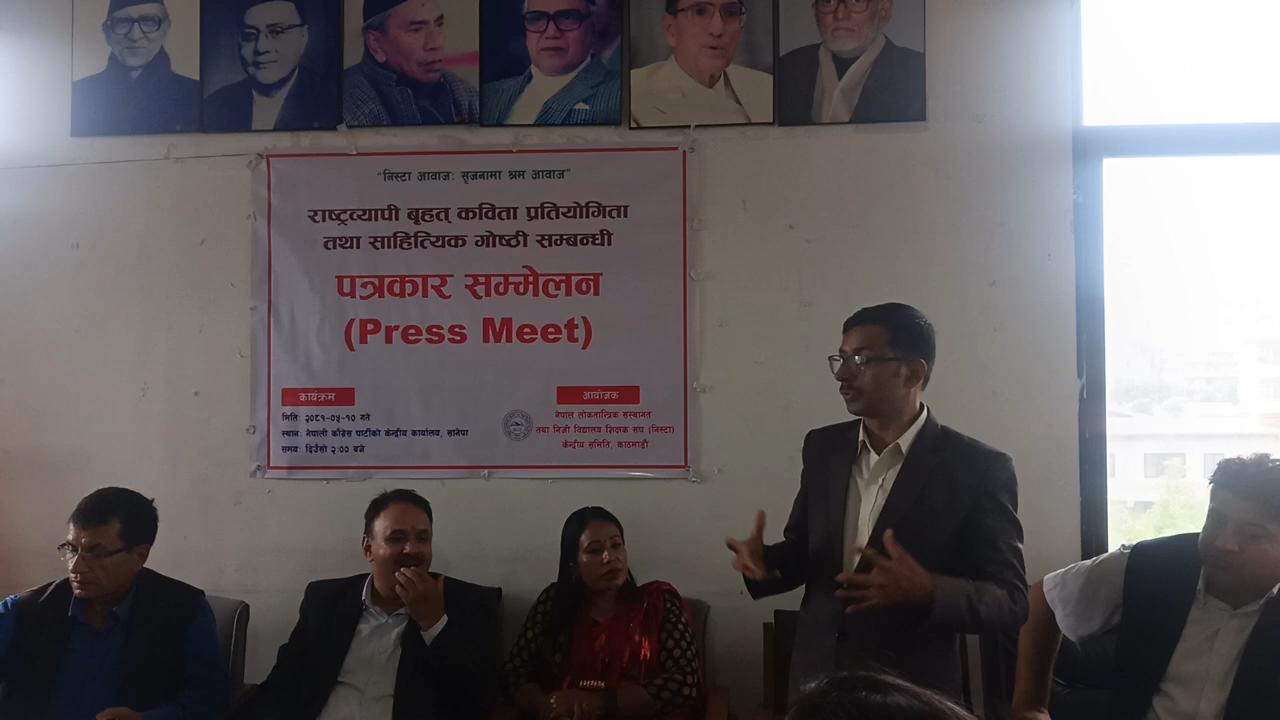 "निस्टा आवाजः सृजनामा श्रम आवाज"
राष्ट्रव्यापी बृहत् कविता प्रतियोगिता
तथा साहित्यिक गोष्ठी सम्बन्धी
पत्रकार सम्मेलन
(Press Meet)
कार्यक्रम
मिति: २०८१-०५-१० गते
स्थान: नेपाली काँग्रेस पार्टीको केन्द्रीय कार्यालय, सानेपा
समय: दिउँसो २:०० बजे
आयोजक
नेपाल लोकतान्त्रिक संस्थागत
तथा निजी विद्यालय शिक्षक संघ (निस्टा)
केन्द्रीय समिति, काठमाडौं